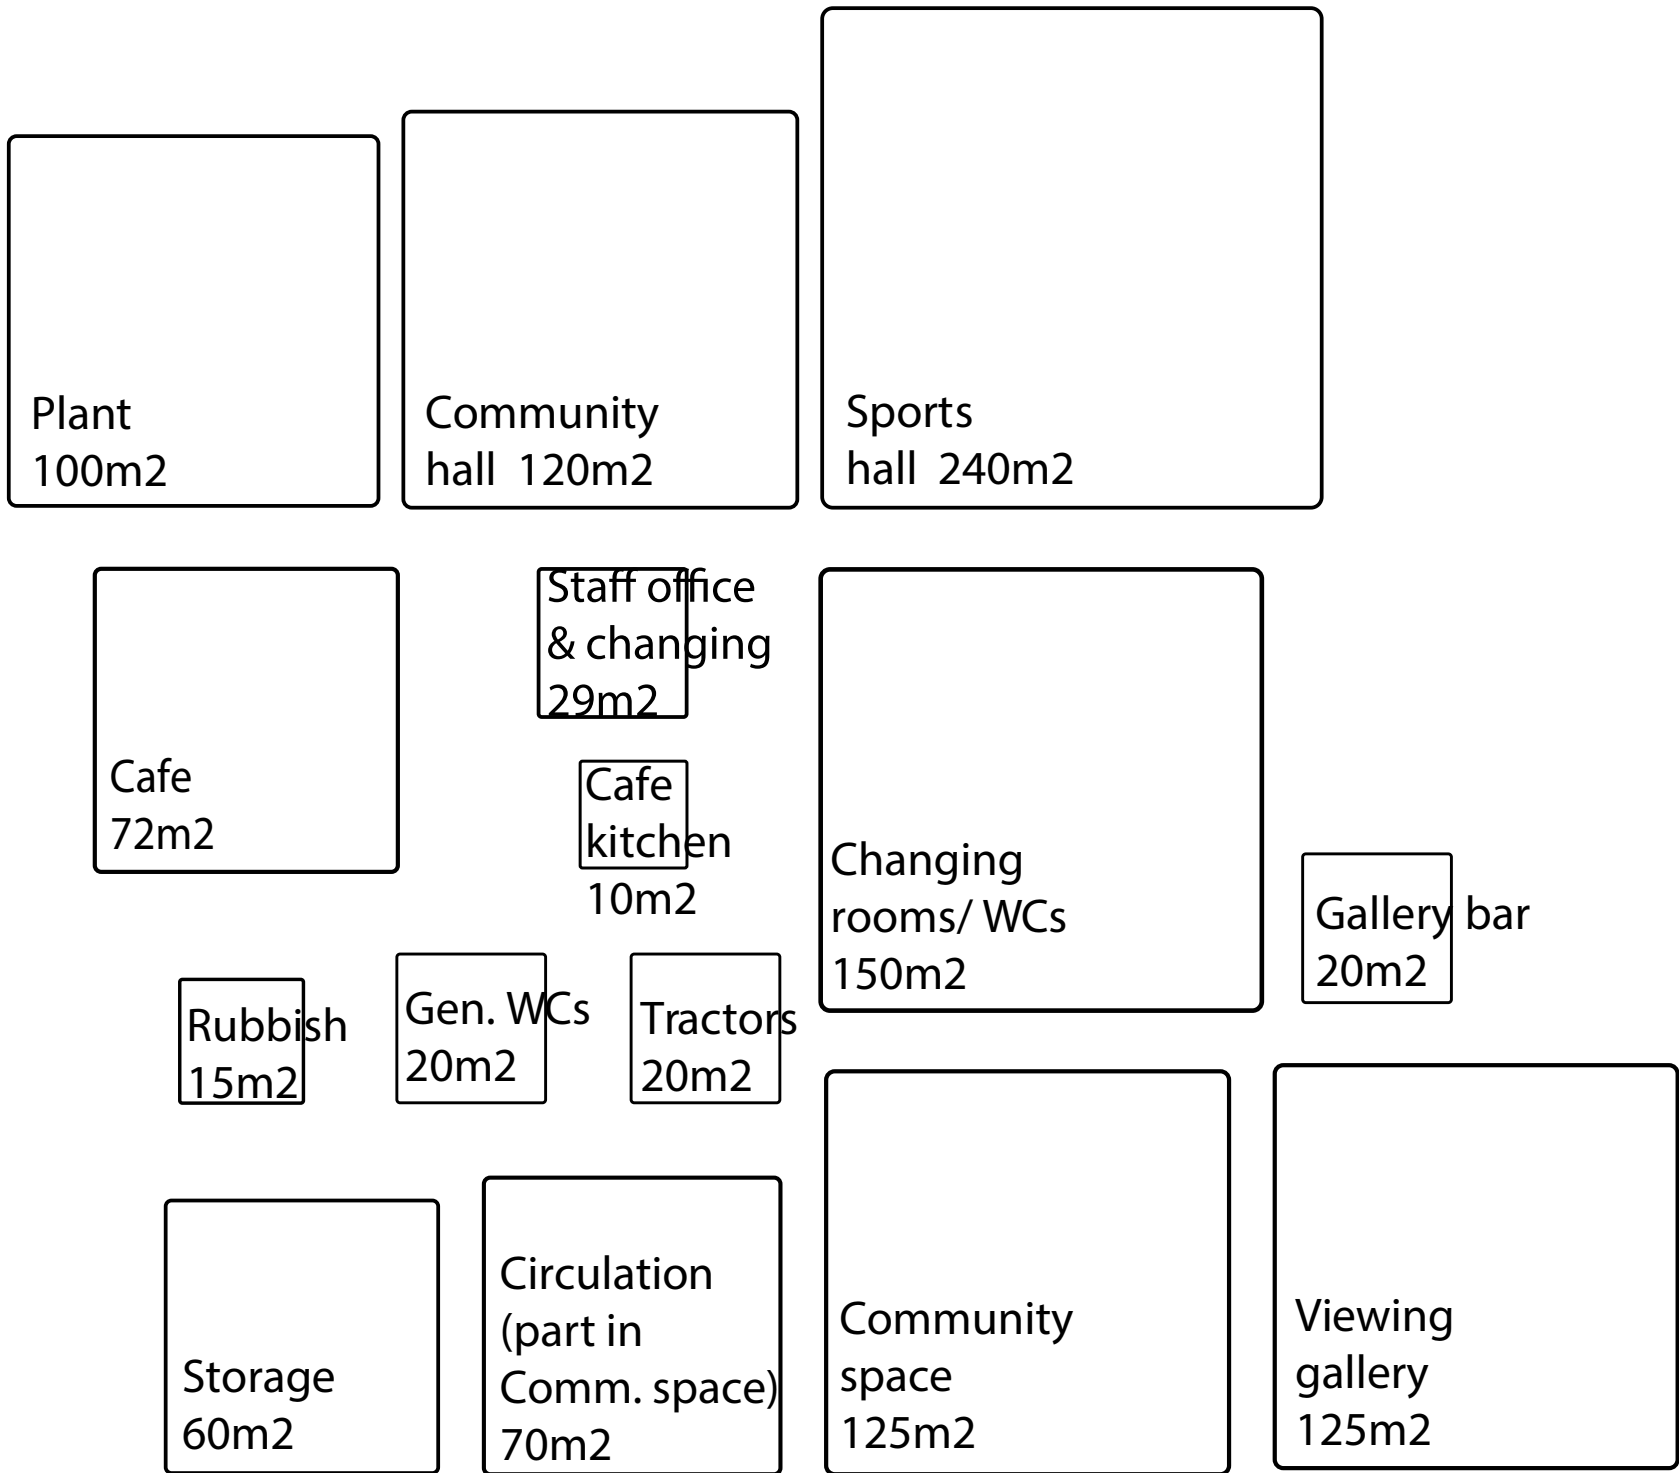 Plant
100m2
Community
hall  120m2
Sports
hall  240m2
Cafe
72m2
Staff office
& changing
29m2
Cafe
kitchen
10m2
Changing
rooms/ WCs
150m2
Gallery bar
20m2
Rubbish
15m2
Gen. WCs
20m2
Tractors
20m2
Storage
60m2
Circulation
(part in
Comm. space)
70m2
Community
space
125m2
Viewing
gallery
125m2